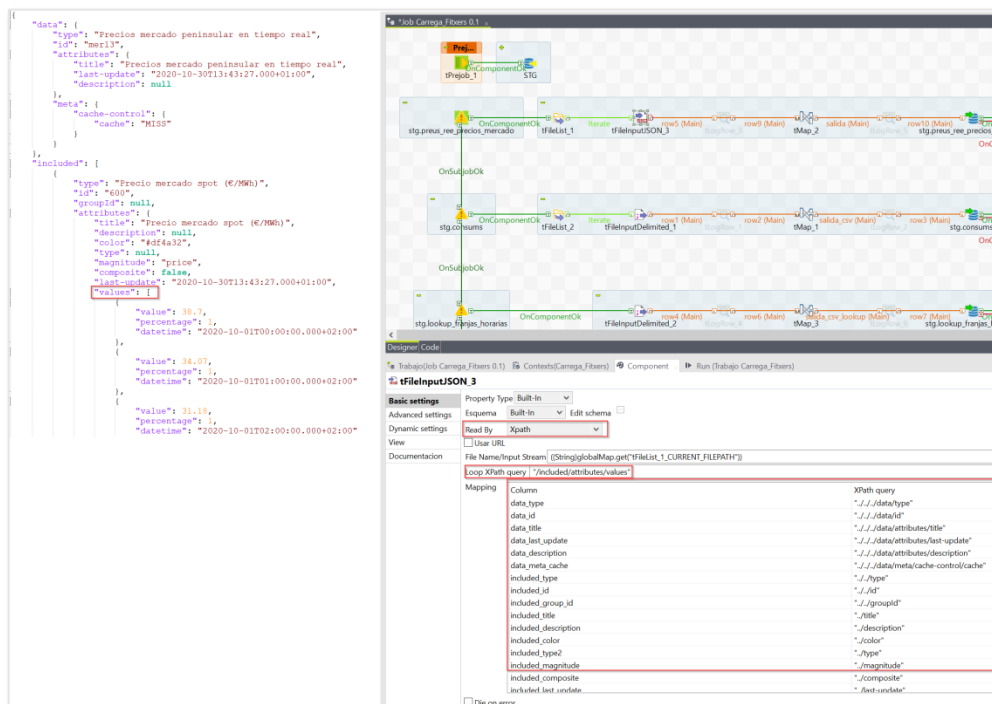 {
"data": {
"type": "Precios mercado peninsular en tiempo real",
"id": "mer13",
"attributes": {
"title": "Precios mercado peninsular en tiempo real",
"last-update": "2020-10-30T13:43:27.000+01:00",
"description": null
},
"meta": {
"cache-control": {
"cache": "MISS"
}
}
},
"included": [
{
"type": "Precio mercado spot (€/MWh)",
"id": "600",
"groupId": null,
"attributes": {
"title": "Precio mercado spot (€/MWh)",
"description": null,
"color": "#df4a32",
"type": null,
"magnitude": "price",
"composite": false,
"last-update": "2020-10-30T13:43:27.000+01:00",
"values": [
{
"value": 38.7,
"percentage": 1,
"datetime": "2020-10-01T00:00:00.000+02:00"
},
{
"value": 34.07,
"percentage": 1,
"datetime": "2020-10-01T01:00:00.000+02:00"
},
{
"value": 31.18,
"percentage": 1,
"datetime": "2020-10-01T02:00:00.000+02:00"
*Job Carrega_Fitxers 0.1
Prej...
OnComponentOk
tPrejob_1
STG
OnComponentOk
Iterate
row5 (Main)
row9 (Main)
salida (Main)
row10 (Main)
stg.preus_ree_precios_mercado
tFileList_1
tFileInputJSON_3
tMap_2
stg.preus_ree_precios
OnSubjobOk
OnComponentOk
Iterate
row1 (Main)
row2 (Main)
salida_csv (Main)
row3 (Main)
stg.consums
tFileList_2
tFileInputDelimited_1
tMap_1
stg.consums
OnSubjobOk
OnComponentOk
row4 (Main)
row6 (Main)
salida_csv_lookup (Main)
row7 (Main)
stg.lookup_franjas_horarias
tFileInputDelimited_2
tMap_3
stg.lookup_franjas_h
Designer Code
Trabajo(Job Carrega_Fitxers 0.1)
Contexts(Carrega_Fitxers)
Component
Run (Trabajo Carrega_Fitxers)
tFileInputJSON_3
Basic settings
Advanced settings
Dynamic settings
View
Documentacion
Property Type Built-In
Esquema Built-In Edit schema
Read By Xpath
Usar URL
File Name/Input Stream ((String)globalMap.get("tFileList_1_CURRENT_FILEPATH"))
Loop XPath query "/included/attributes/values"
Mapping
Column XPath query
data_type "../../../data/type"
data_id "../../../data/id"
data_title "../../../data/attributes/title"
data_last_update "../../../data/attributes/last-update"
data_description "../../../data/attributes/description"
data_meta_cache "../../../data/meta/cache-control/cache"
included_type "../../type"
included_id "../../id"
included_group_id "../../groupId"
included_title "../title"
included_description "../description"
included_color "../color"
included_type2 "../type"
included_magnitude "../magnitude"
included_composite "../composite"
included_last_update "../last-update"
Die on error